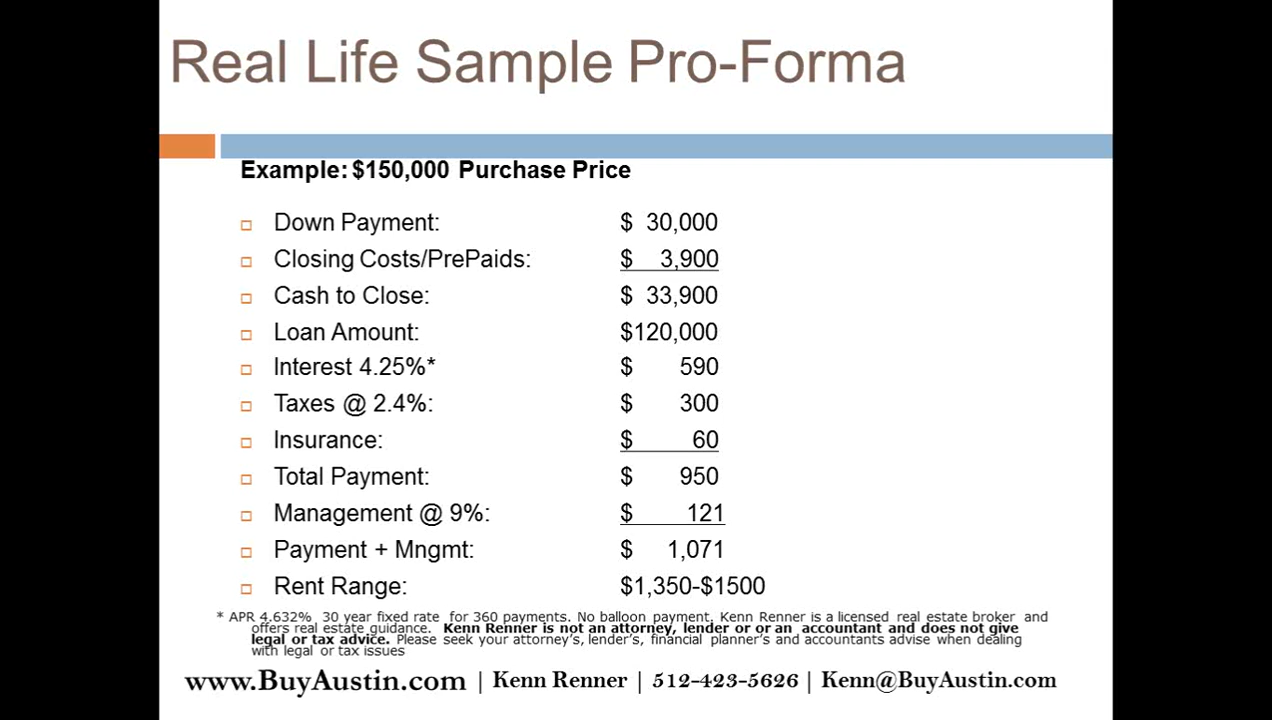 Real Life Sample Pro-Forma
Example: $150,000 Purchase Price
Down Payment: $ 30,000
Closing Costs/PrePaids: $ 3,900
Cash to Close: $ 33,900
Loan Amount: $120,000
Interest 4.25%* $ 590
Taxes @ 2.4%: $ 300
Insurance: $ 60
Total Payment: $ 950
Management @ 9%: $ 121
Payment + Mngmt: $ 1,071
Rent Range: $1,350-$1500
* APR 4.632% 30 year fixed rate for 360 payments. No balloon payment. Kenn Renner is a licensed real estate broker and
offers real estate guidance. Kenn Renner is not an attorney, lender or or an accountant and does not give
legal or tax advice. Please seek your attorney's, lender's, financial planner's and accountants advise when dealing
with legal or tax issues
www.BuyAustin.com | Kenn Renner | 512-423-5626 | Kenn@BuyAustin.com